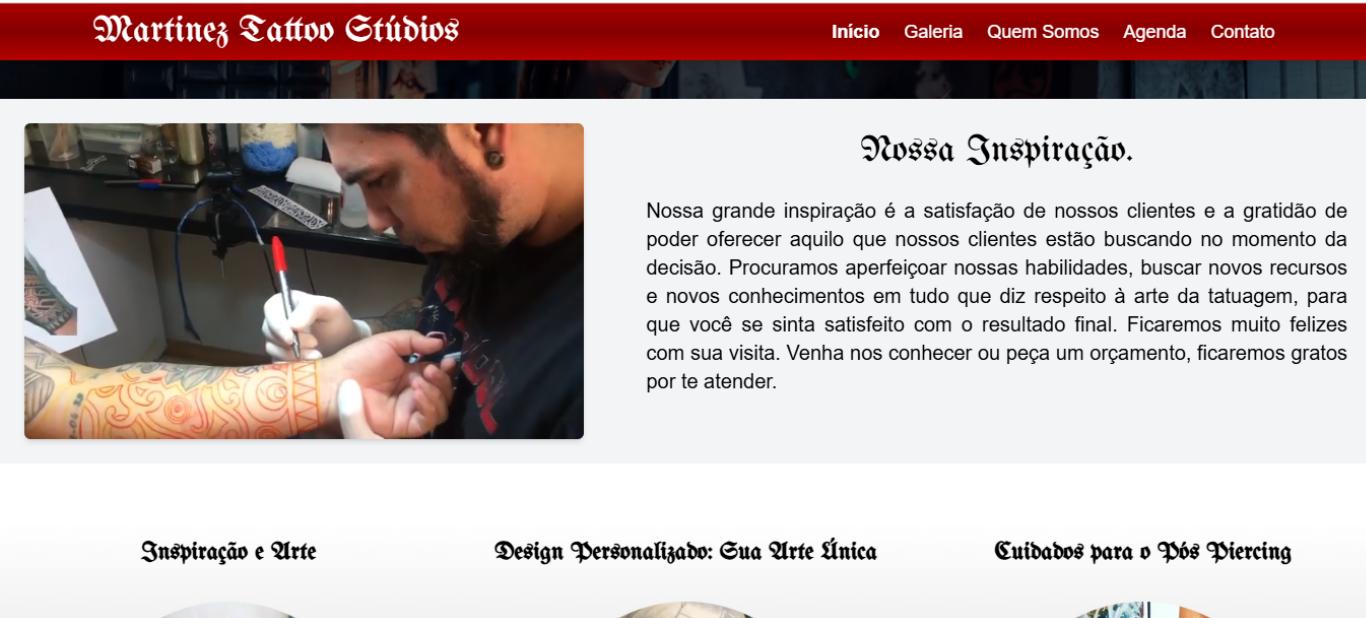 Martinez Tattoo Stúdios
Início Galeria Quem Somos Agenda Contato
Nossa Inspiração.
Nossa grande inspiração é a satisfação de nossos clientes e a gratidão de
poder oferecer aquilo que nossos clientes estão buscando no momento da
decisão. Procuramos aperfeiçoar nossas habilidades, buscar novos recursos
e novos conhecimentos em tudo que diz respeito à arte da tatuagem, para
que você se sinta satisfeito com o resultado final. Ficaremos muito felizes
com sua visita. Venha nos conhecer ou peça um orçamento, ficaremos gratos
por te atender.
Inspiração e Arte
Design Personalizado: Sua Arte Única
Cuidados para o Pós Piercing